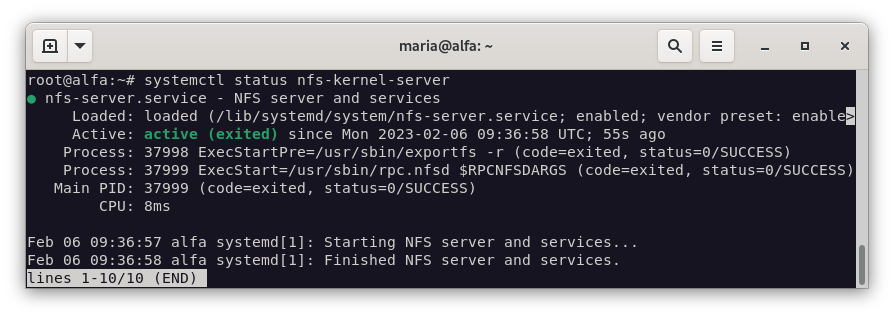 maria@alfa: ~
root@alfa:~# systemctl status nfs-kernel-server
● nfs-server.service - NFS server and services
     Loaded: loaded (/lib/systemd/system/nfs-server.service; enabled; vendor preset: enable>
     Active: active (exited) since Mon 2023-02-06 09:36:58 UTC; 55s ago
    Process: 37998 ExecStartPre=/usr/sbin/exportfs -r (code=exited, status=0/SUCCESS)
    Process: 37999 ExecStart=/usr/sbin/rpc.nfsd $RPCNFSDARGS (code=exited, status=0/SUCCESS)
   Main PID: 37999 (code=exited, status=0/SUCCESS)
        CPU: 8ms
Feb 06 09:36:57 alfa systemd[1]: Starting NFS server and services...
Feb 06 09:36:58 alfa systemd[1]: Finished NFS server and services.
lines 1-10/10 (END)